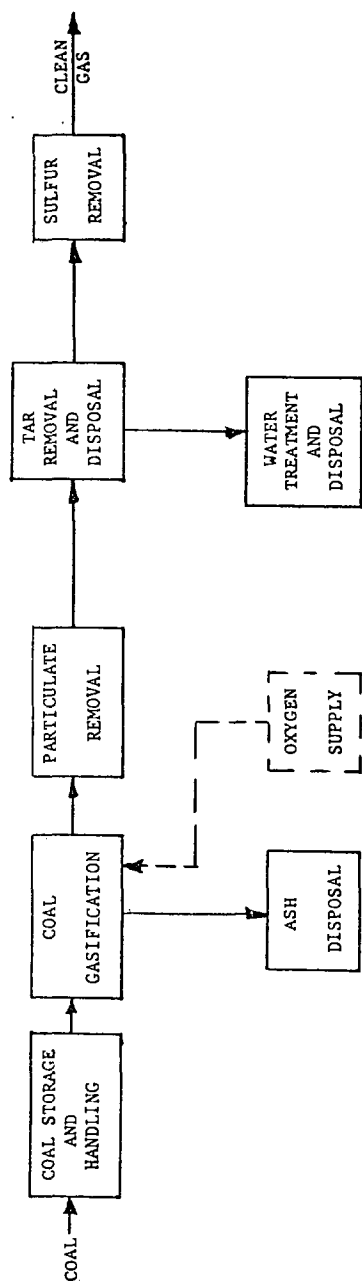 COAL
COAL STORAGE
AND
HANDLING
COAL
GASIFICATION
PARTICULATE
REMOVAL
TAR
REMOVAL
AND
DISPOSAL
SULFUR
REMOVAL
CLEAN
GAS
ASH
DISPOSAL
OXYGEN
SUPPLY
WATER
TREATMENT
AND
DISPOSAL